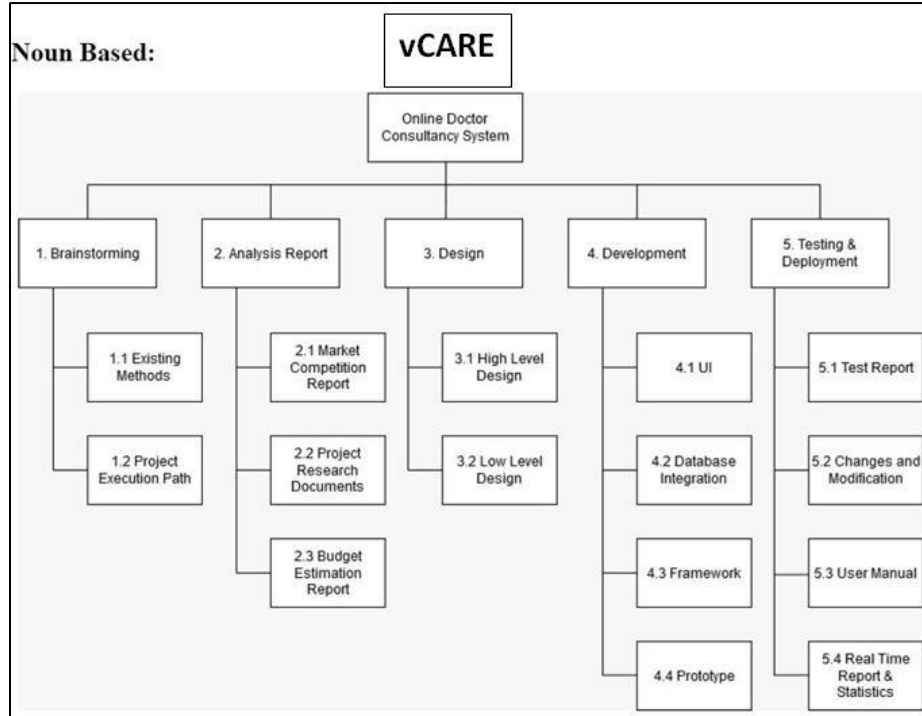 Noun Based:
vCARE
Online Doctor
Consultancy System
1. Brainstorming
2. Analysis Report
3. Design
4. Development
5. Testing &
Deployment
1.1 Existing
Methods
1.2 Project
Execution Path
2.1 Market
Competition
Report
2.2 Project
Research
Documents
2.3 Budget
Estimation
Report
3.1 High Level
Design
3.2 Low Level
Design
4.1 UI
4.2 Database
Integration
4.3 Framework
4.4 Prototype
5.1 Test Report
5.2 Changes and
Modification
5.3 User Manual
5.4 Real Time
Report &
Statistics